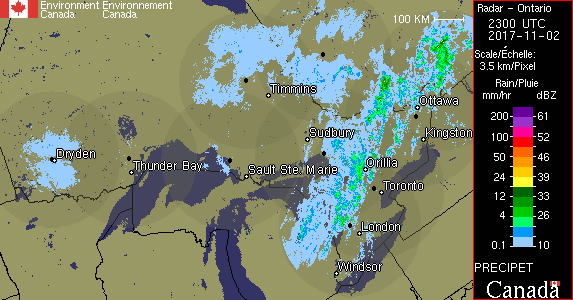 Environment Environnement
Canada Canada
100 KM
Timmins
Ottawa
Sudbury
Kingston
Dryden
Thunder Bay
Sault Ste. Marie
Orillia
Toronto
London
Windsor
Radar - Ontario
2300 UTC
2017-11-02
Scale/Échelle:
3.5 km/Pixel
Rain/Pluie
mm/hr dBZ
200 61
100 52
50 46
24 39
12 33
4 26
0.1 10
PRECIPET
Canada